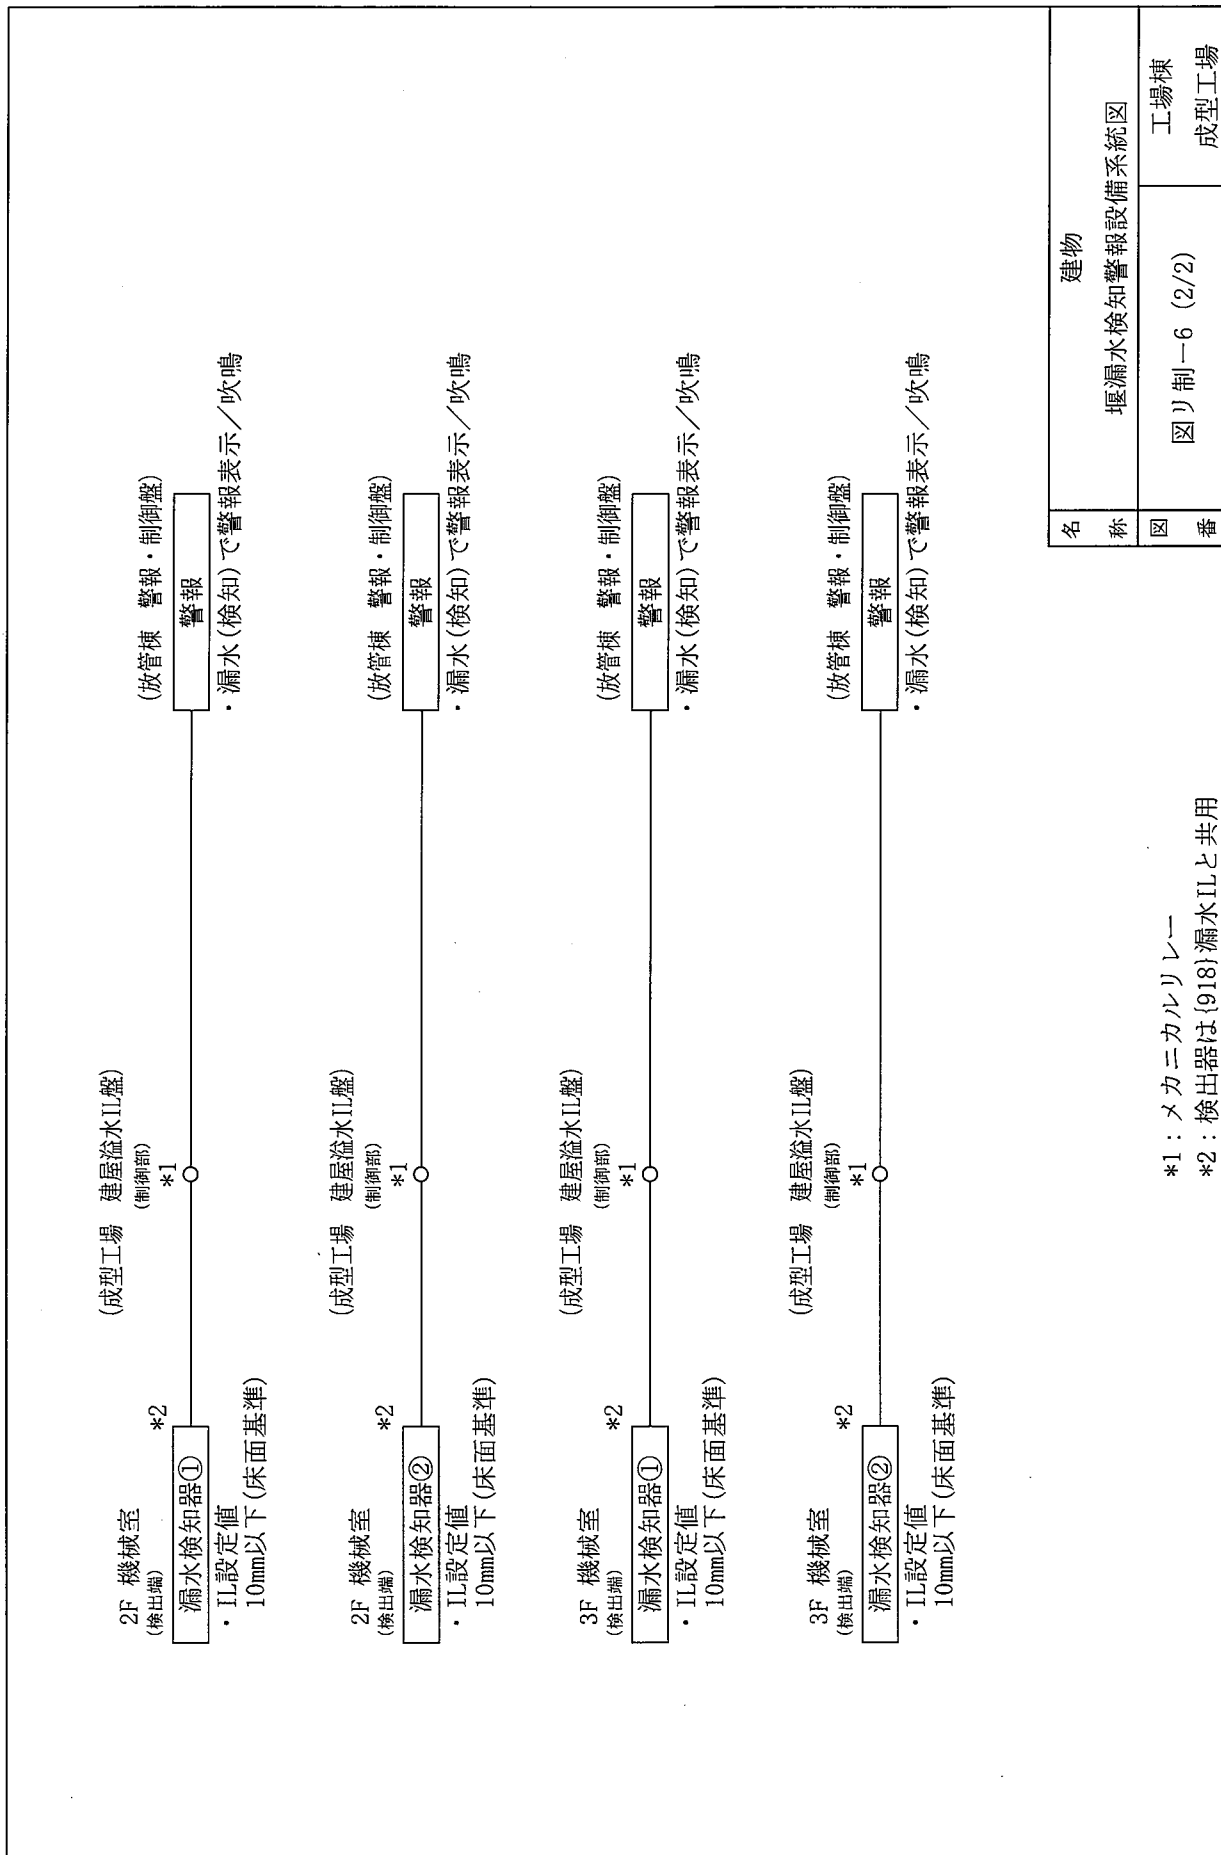 2F 機械室
(検出端)
漏水検知器①
*2
・IL設定値
10mm以下(床面基準)
(成型工場 建屋溢水IL盤)
(制御部)
*1
(放管棟 警報・制御盤)
警報
・漏水(検知)で警報表示／吹鳴
2F 機械室
(検出端)
漏水検知器②
*2
・IL設定値
10mm以下(床面基準)
(成型工場 建屋溢水IL盤)
(制御部)
*1
(放管棟 警報・制御盤)
警報
・漏水(検知)で警報表示／吹鳴
3F 機械室
(検出端)
漏水検知器①
*2
・IL設定値
10mm以下(床面基準)
(成型工場 建屋溢水IL盤)
(制御部)
*1
(放管棟 警報・制御盤)
警報
・漏水(検知)で警報表示／吹鳴
3F 機械室
(検出端)
漏水検知器②
*2
・IL設定値
10mm以下(床面基準)
(成型工場 建屋溢水IL盤)
(制御部)
*1
(放管棟 警報・制御盤)
警報
・漏水(検知)で警報表示／吹鳴
*1：メカニカルリレー
*2：検出器は{918}漏水ILと共用
名称
建物
堰漏水検知警報設備系統図
図番
図リ制－6 (2/2)
工場棟
成型工場